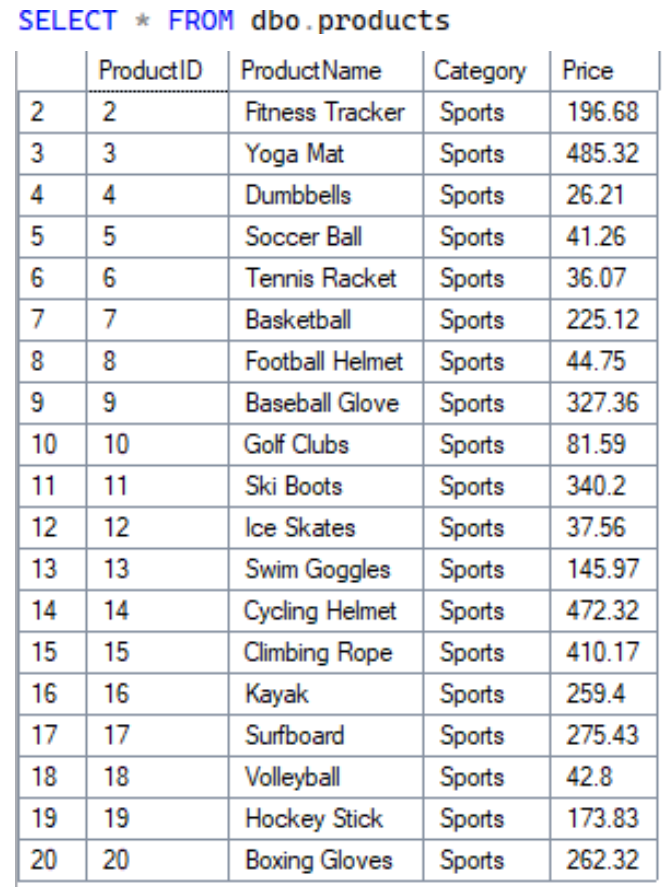 SELECT * FROM dbo.products
ProductID ProductName Category Price
2 2 Fitness Tracker Sports 196.68
3 3 Yoga Mat Sports 485.32
4 4 Dumbbells Sports 26.21
5 5 Soccer Ball Sports 41.26
6 6 Tennis Racket Sports 36.07
7 7 Basketball Sports 225.12
8 8 Football Helmet Sports 44.75
9 9 Baseball Glove Sports 327.36
10 10 Golf Clubs Sports 81.59
11 11 Ski Boots Sports 340.2
12 12 Ice Skates Sports 37.56
13 13 Swim Goggles Sports 145.97
14 14 Cycling Helmet Sports 472.32
15 15 Climbing Rope Sports 410.17
16 16 Kayak Sports 259.4
17 17 Surfboard Sports 275.43
18 18 Volleyball Sports 42.8
19 19 Hockey Stick Sports 173.83
20 20 Boxing Gloves Sports 262.32